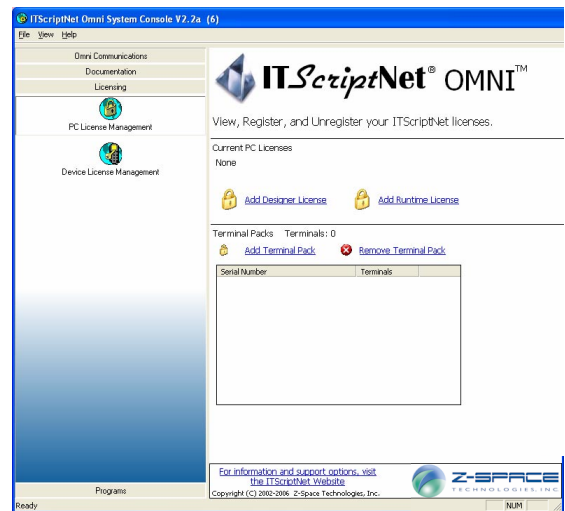 ITScriptNet Omni System Console V2.2a (6)
File View Help
Omni Communications
Documentation
Licensing
PC License Management
Device License Management
Programs
ITScriptNet® OMNI™
View, Register, and Unregister your ITScriptNet licenses.
Current PC Licenses
None
Add Designer License Add Runtime License
Terminal Packs Terminals: 0
Add Terminal Pack Remove Terminal Pack
Serial Number Terminals
For information and support options, visit
the ITScriptNet Website
Copyright (C) 2002-2006 Z-Space Technologies, Inc.
Z-SPACE
TECHNOLOGIES, INC
Ready NUM